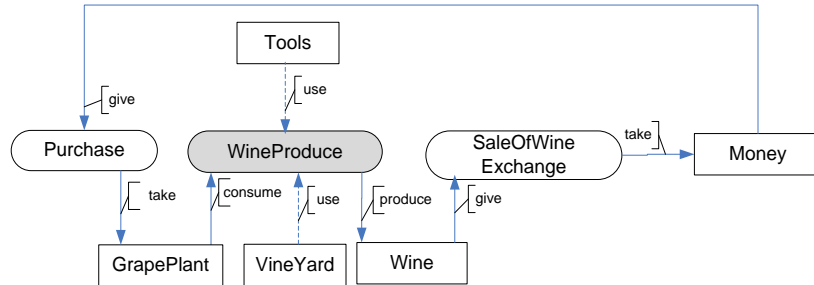 Tools
give
use
Purchase
WineProduce
SaleOfWine
Exchange
take
Money
take
consume
use
produce
give
GrapePlant
VineYard
Wine